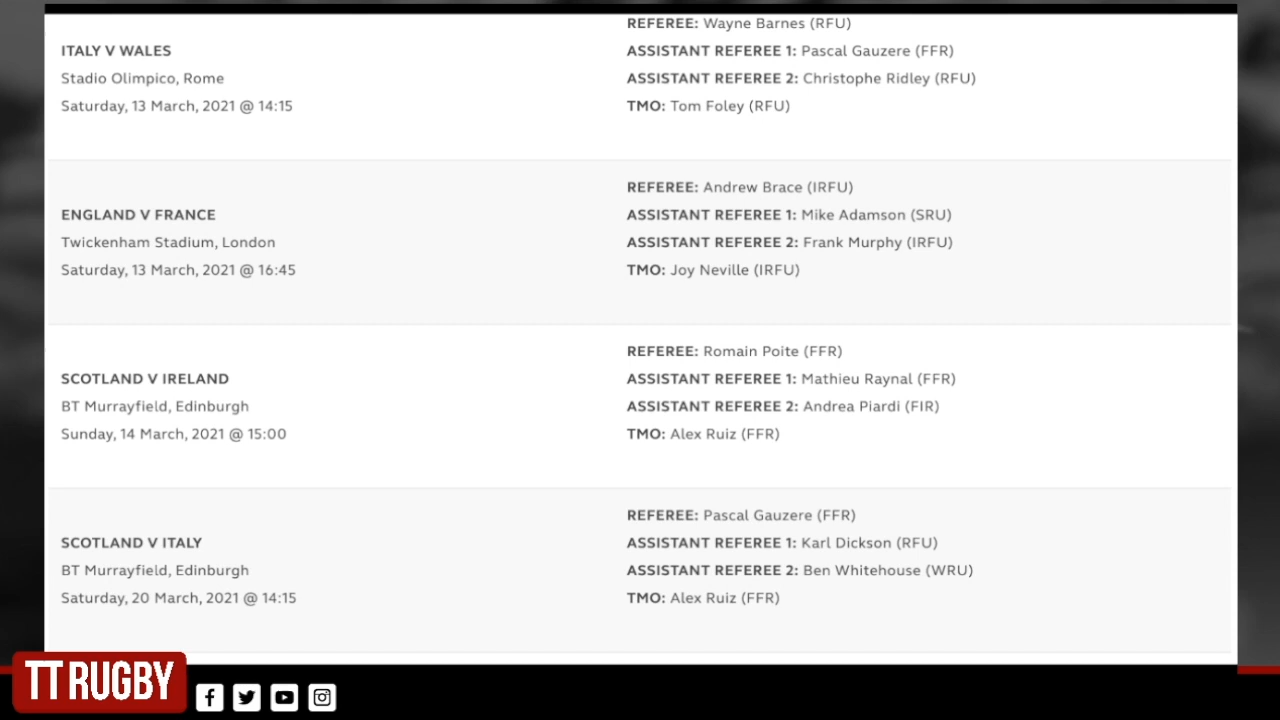 REFEREE: Wayne Barnes (RFU)
ITALY V WALES
ASSISTANT REFEREE 1: Pascal Gauzere (FFR)
Stadio Olimpico, Rome
ASSISTANT REFEREE 2: Christophe Ridley (RFU)
Saturday, 13 March, 2021 @ 14:15
TMO: Tom Foley (RFU)
REFEREE: Andrew Brace (IRFU)
ENGLAND V FRANCE
ASSISTANT REFEREE 1: Mike Adamson (SRU)
Twickenham Stadium, London
ASSISTANT REFEREE 2: Frank Murphy (IRFU)
Saturday, 13 March, 2021 @ 16:45
TMO: Joy Neville (IRFU)
REFEREE: Romain Poite (FFR)
SCOTLAND V IRELAND
ASSISTANT REFEREE 1: Mathieu Raynal (FFR)
BT Murrayfield, Edinburgh
ASSISTANT REFEREE 2: Andrea Piardi (FIR)
Sunday, 14 March, 2021 @ 15:00
TMO: Alex Ruiz (FFR)
REFEREE: Pascal Gauzere (FFR)
SCOTLAND V ITALY
ASSISTANT REFEREE 1: Karl Dickson (RFU)
BT Murrayfield, Edinburgh
ASSISTANT REFEREE 2: Ben Whitehouse (WRU)
Saturday, 20 March, 2021 @ 14:15
TMO: Alex Ruiz (FFR)
TT RUGBY